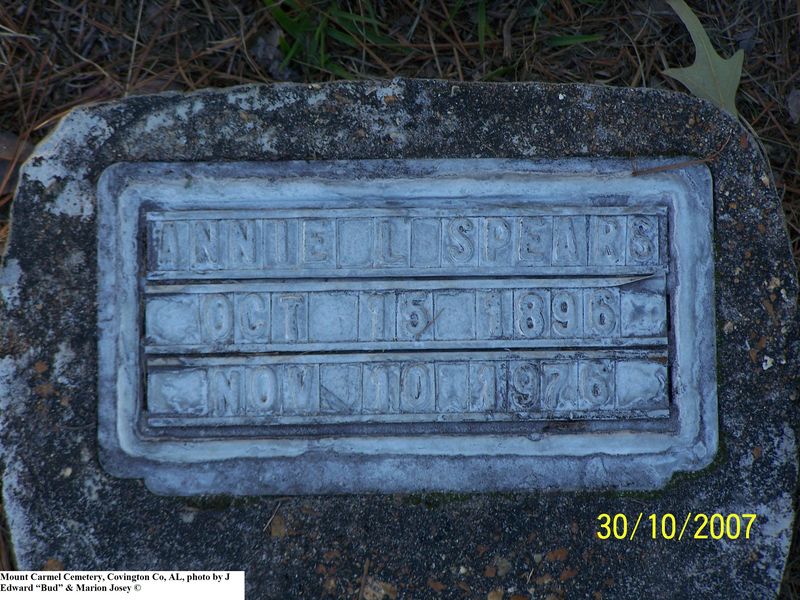 ANNIE L SPEARS
OCT 15 1896
NOV 10 1976
30/10/2007
Mount Carmel Cemetery, Covington Co, AL, photo by J
Edward “Bud” & Marion Josey ©